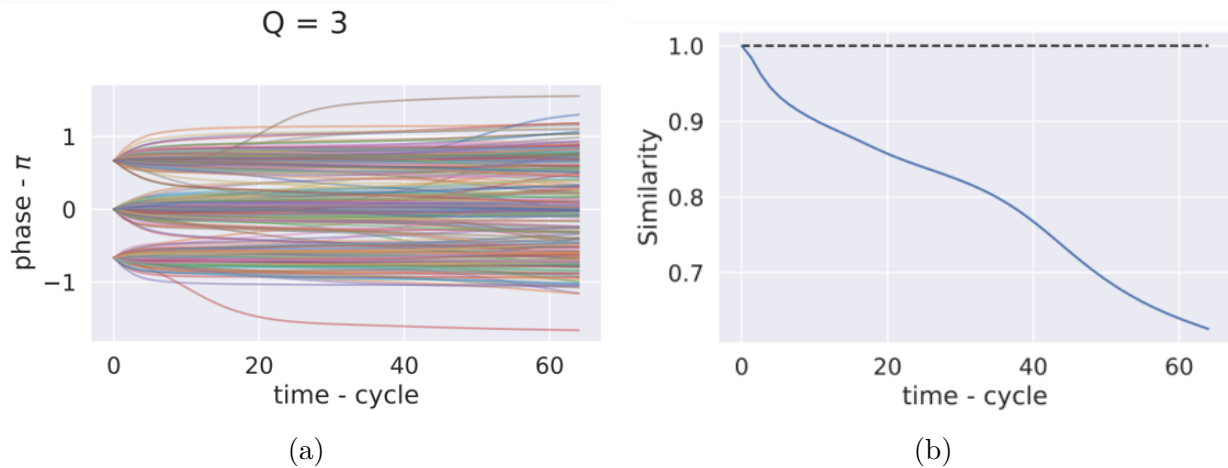 Q = 3
phase - π
1
0
−1
0
20
40
60
time - cycle
(a)
Similarity
1.0
0.9
0.8
0.7
0
20
40
60
time - cycle
(b)